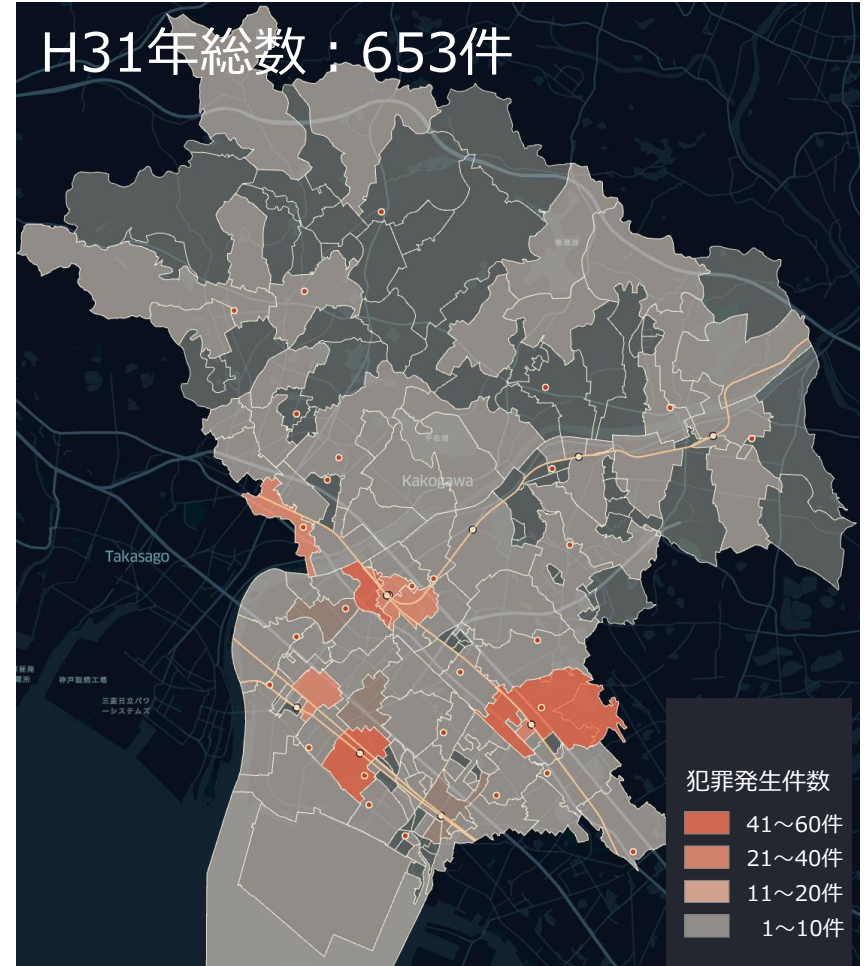 H31年総数：653件
Kakogawa
Takasago
神戸製鋼工場
三菱日立パワ
ーシステムズ
犯罪発生件数
41～60件
21～40件
11～20件
1～10件